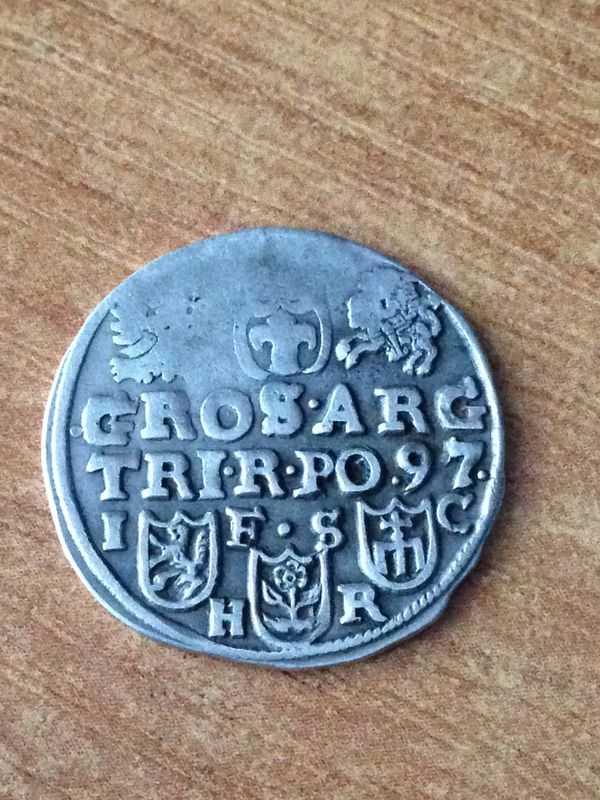 ·GROS·ARG
TRI·R·PO·97·
I F·S C
H R